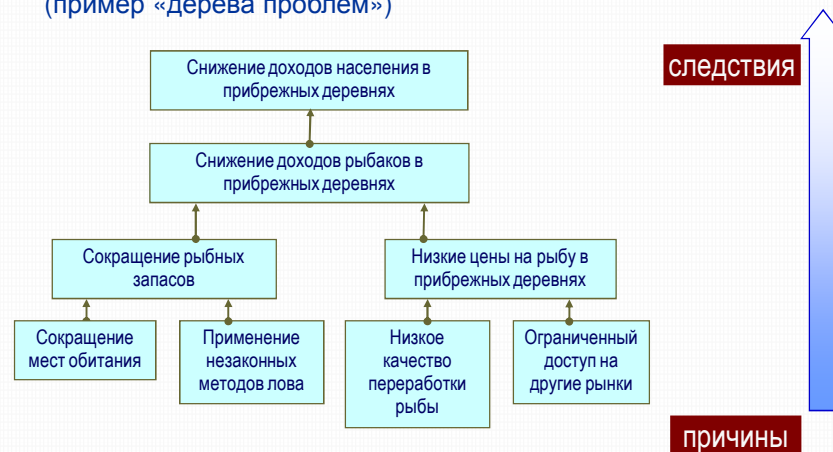 (пример «дерева проблем»)
следствия
Снижение доходов населения в
прибрежных деревнях
Снижение доходов рыбаков в
прибрежных деревнях
Сокращение рыбных
запасов
Низкие цены на рыбу в
прибрежных деревнях
Сокращение
мест обитания
Применение
незаконных
методов лова
Низкое
качество
переработки
рыбы
Ограниченный
доступ на
другие рынки
причины